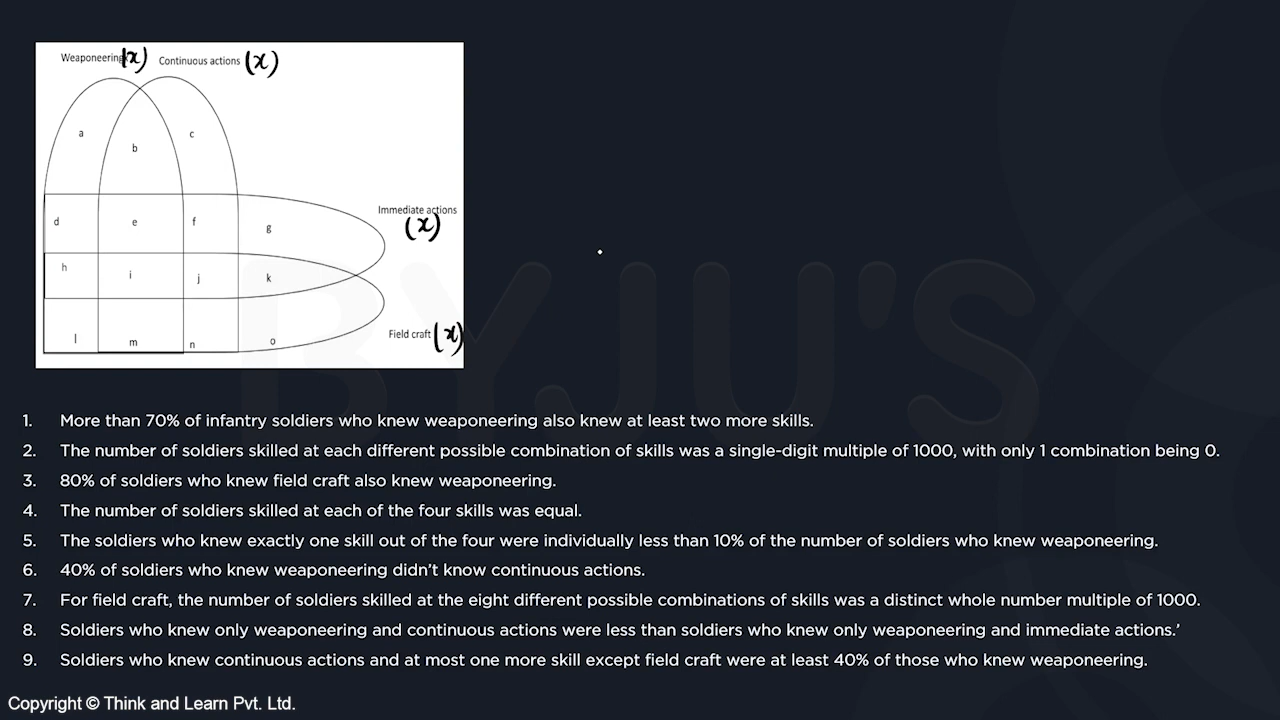 Weaponeering (x) Continuous actions (x)
a
b
c
Immediate actions
(x)
d
e
f
g
h
i
j
k
Field craft (x)
l
m
n
o
BYJU'S
1. More than 70% of infantry soldiers who knew weaponeering also knew at least two more skills.
2. The number of soldiers skilled at each different possible combination of skills was a single-digit multiple of 1000, with only 1 combination being 0.
3. 80% of soldiers who knew field craft also knew weaponeering.
4. The number of soldiers skilled at each of the four skills was equal.
5. The soldiers who knew exactly one skill out of the four were individually less than 10% of the number of soldiers who knew weaponeering.
6. 40% of soldiers who knew weaponeering didn't know continuous actions.
7. For field craft, the number of soldiers skilled at the eight different possible combinations of skills was a distinct whole number multiple of 1000.
8. Soldiers who knew only weaponeering and continuous actions were less than soldiers who knew only weaponeering and immediate actions.'
9. Soldiers who knew continuous actions and at most one more skill except field craft were at least 40% of those who knew weaponeering.
Copyright © Think and Learn Pvt. Ltd.